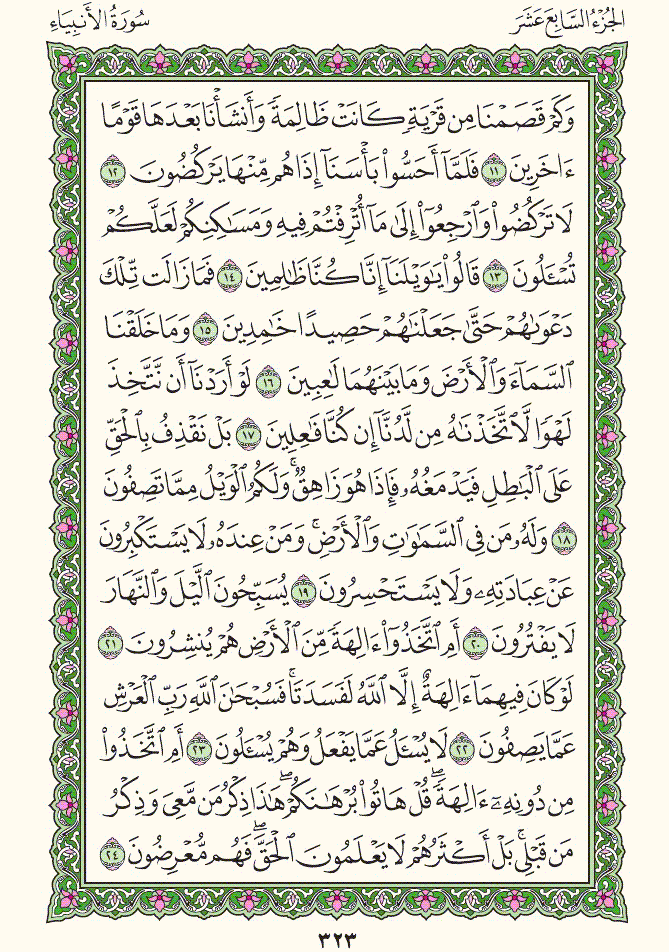 الجُزْءُ السَّابِعَ عَشَرَ
سُورَةُ الأَنبِيَاءِ
وَكَمۡ قَصَمۡنَا مِن قَرۡيَةٖ كَانَتۡ ظَالِمَةٗ وَأَنشَأۡنَا بَعۡدَهَا قَوۡمًا
ءَاخَرِينَ ١١ فَلَمَّآ أَحَسُّواْ بَأۡسَنَآ إِذَا هُم مِّنۡهَا يَرۡكُضُونَ ١٢
لَا تَرۡكُضُواْ وَٱرۡجِعُوٓاْ إِلَىٰ مَآ أُتۡرِفۡتُمۡ فِيهِ وَمَسَٰكِنِكُمۡ لَعَلَّكُمۡ
تُسۡـَٔلُونَ ١٣ قَالُواْ يَٰوَيۡلَنَآ إِنَّا كُنَّا ظَٰلِمِينَ ١٤ فَمَا زَالَت تِّلۡكَ
دَعۡوَىٰهُمۡ حَتَّىٰ جَعَلۡنَٰهُمۡ حَصِيدًا خَٰمِدِينَ ١٥ وَمَا خَلَقۡنَا
ٱلسَّمَآءَ وَٱلۡأَرۡضَ وَمَا بَيۡنَهُمَا لَٰعِبِينَ ١٦ لَوۡ أَرَدۡنَآ أَن نَّتَّخِذَ
لَهۡوٗا لَّٱتَّخَذۡنَٰهُ مِن لَّدُنَّآ إِن كُنَّا فَٰعِلِينَ ١٧ بَلۡ نَقۡذِفُ بِٱلۡحَقِّ
عَلَى ٱلۡبَٰطِلِ فَيَدۡمَغُهُۥ فَإِذَا هُوَ زَاهِقٞۚ وَلَكُمُ ٱلۡوَيۡلُ مِمَّا تَصِفُونَ
١٨ وَلَهُۥ مَن فِي ٱلسَّمَٰوَٰتِ وَٱلۡأَرۡضِۚ وَمَنۡ عِندَهُۥ لَا يَسۡتَكۡبِرُونَ
عَنۡ عِبَادَتِهِۦ وَلَا يَسۡتَحۡسِرُونَ ١٩ يُسَبِّحُونَ ٱلَّيۡلَ وَٱلنَّهَارَ
لَا يَفۡتُرُونَ ٢٠ أَمِ ٱتَّخَذُوٓاْ ءَالِهَةٗ مِّنَ ٱلۡأَرۡضِ هُمۡ يُنشِرُونَ ٢١
لَوۡ كَانَ فِيهِمَآ ءَالِهَةٌ إِلَّا ٱللَّهُ لَفَسَدَتَاۚ فَسُبۡحَٰنَ ٱللَّهِ رَبِّ ٱلۡعَرۡشِ
عَمَّا يَصِفُونَ ٢٢ لَا يُسۡـَٔلُ عَمَّا يَفۡعَلُ وَهُمۡ يُسۡـَٔلُونَ ٢٣ أَمِ ٱتَّخَذُواْ
مِن دُونِهِۦٓ ءَالِهَةٗۖ قُلۡ هَاتُواْ بُرۡهَٰنَكُمۡۖ هَٰذَا ذِكۡرُ مَن مَّعِيَ وَذِكۡرُ
مَن قَبۡلِيۚ بَلۡ أَكۡثَرُهُمۡ لَا يَعۡلَمُونَ ٱلۡحَقَّۖ فَهُم مُّعۡرِضُونَ ٢٤
٣٢٣